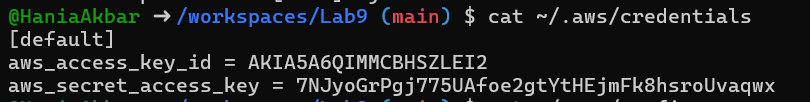 @HaniaAkbar ➜ /workspaces/Lab9 (main) $ cat ~/.aws/credentials
[default]
aws_access_key_id = AKIA5A6QIMMCBHSZLEI2
aws_secret_access_key = 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